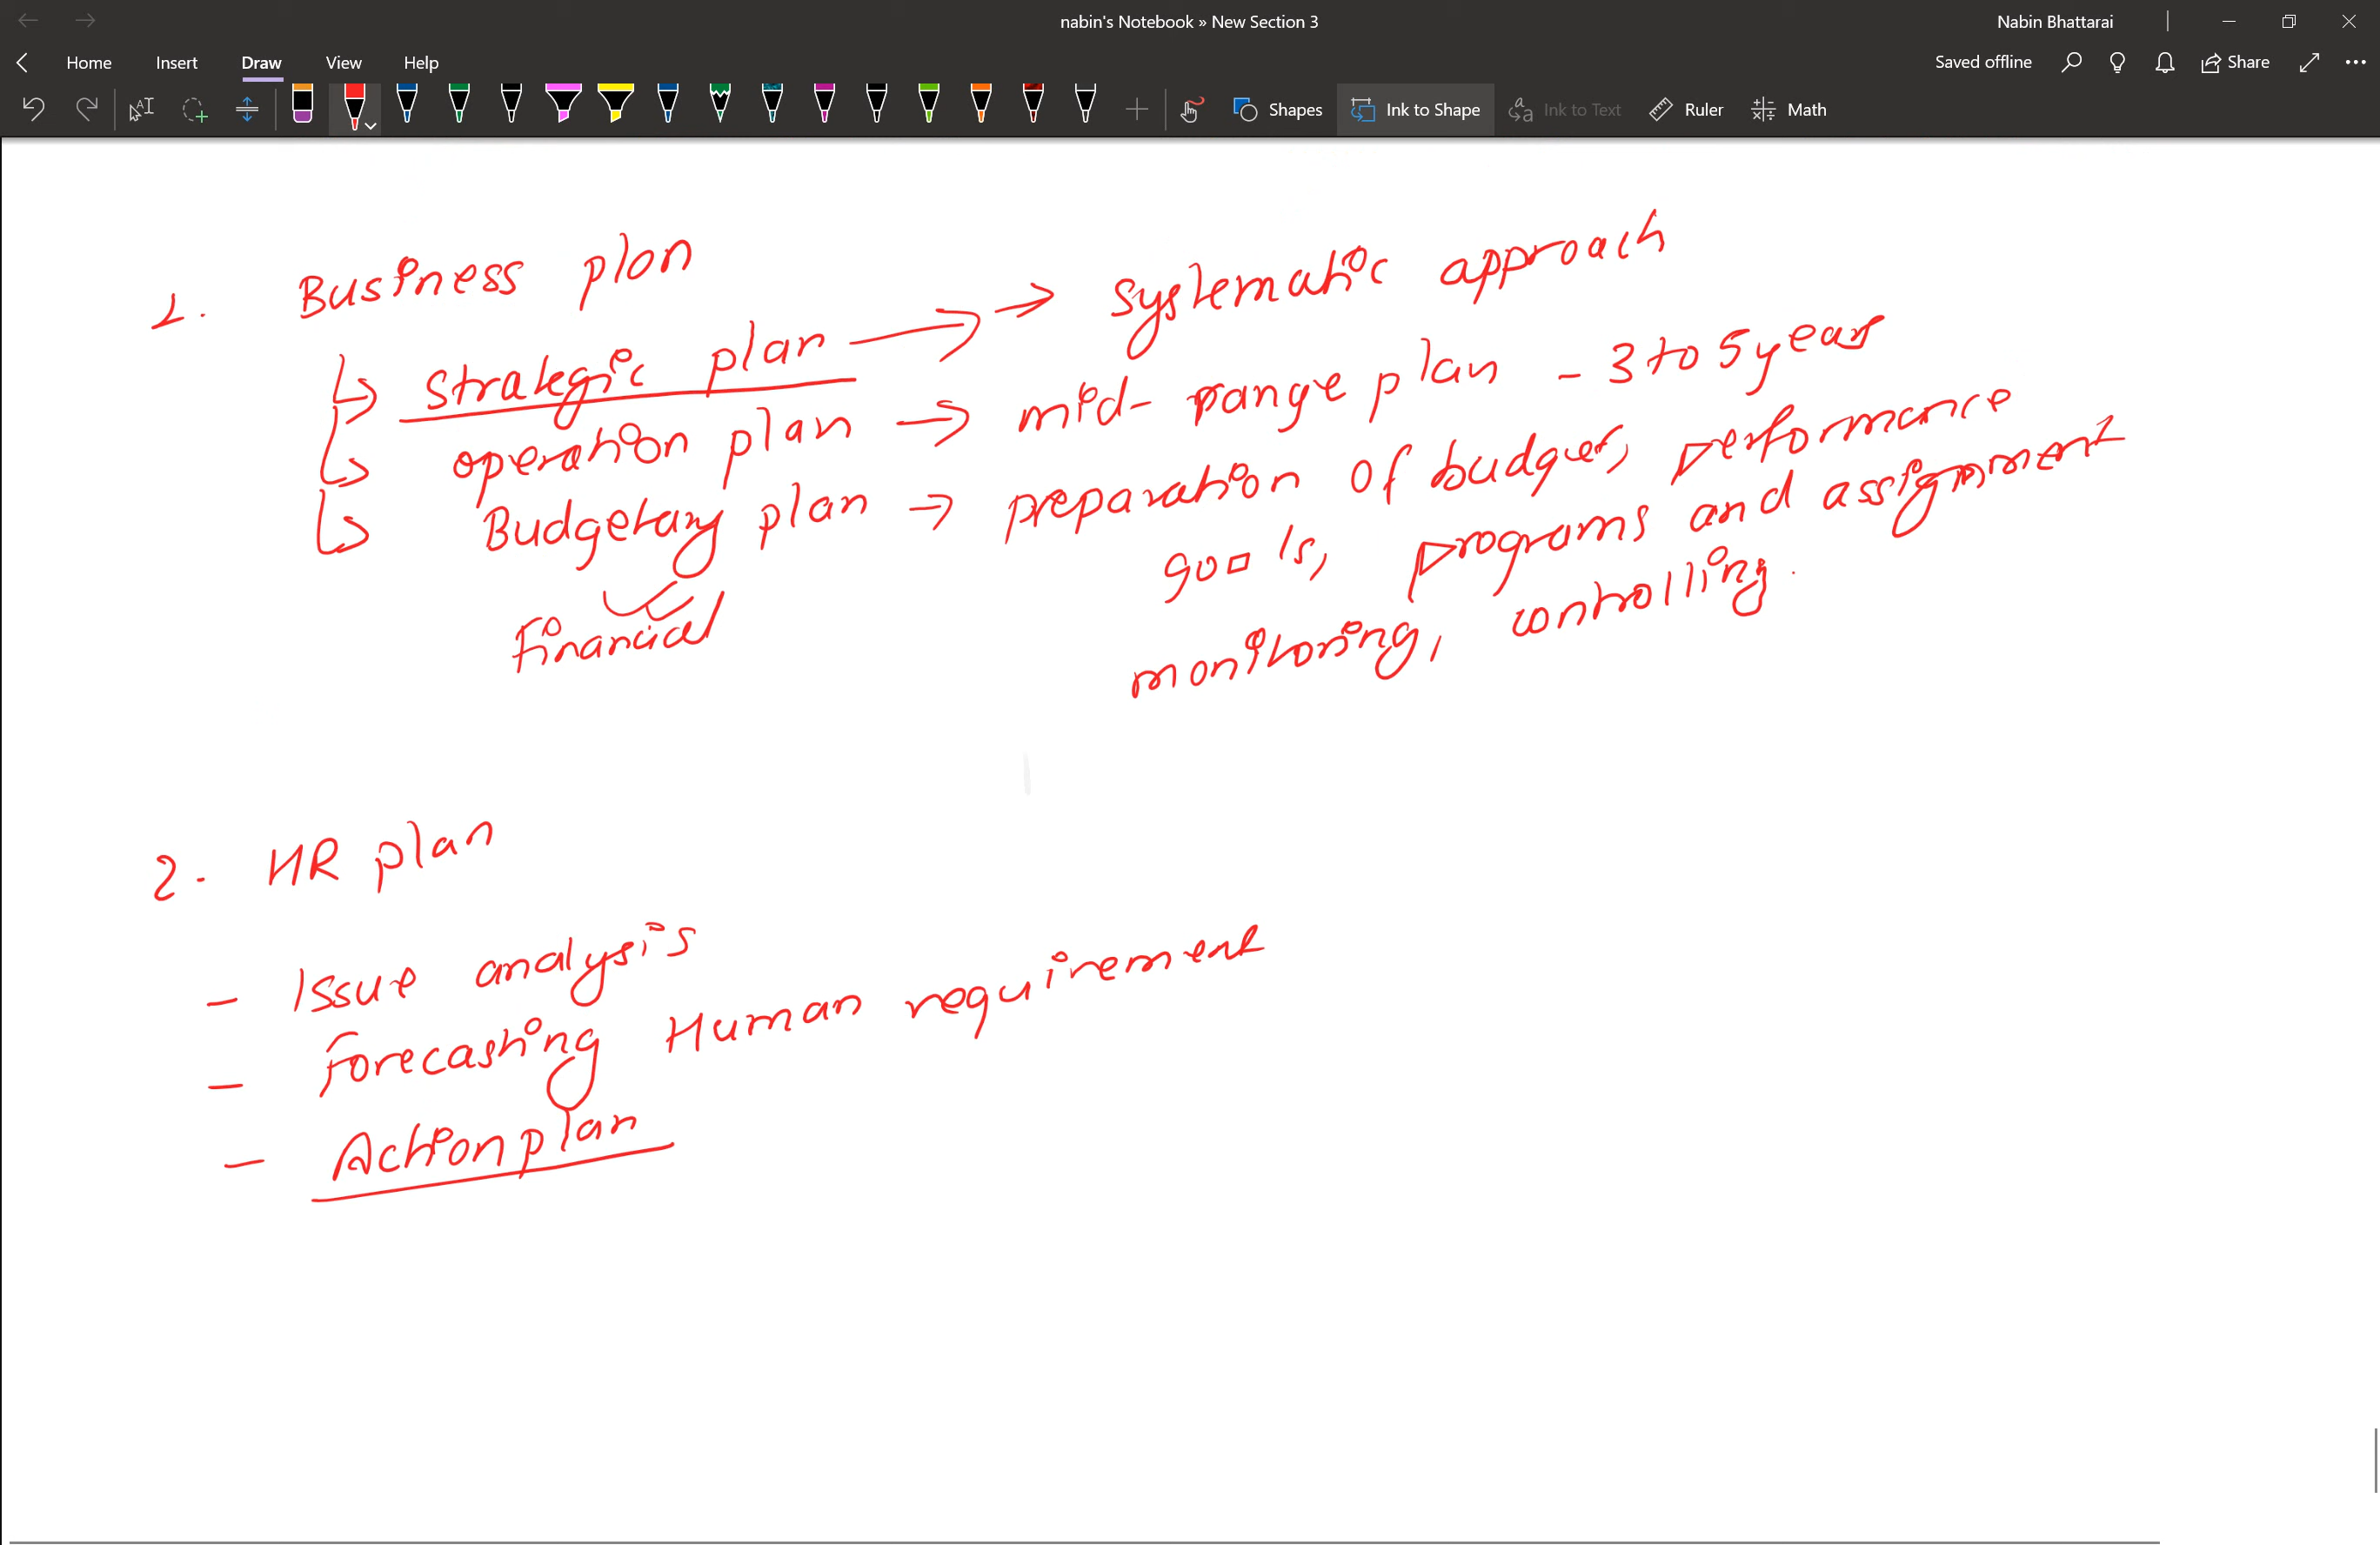 nabin's Notebook » New Section 3
Nabin Bhattarai
Home Insert Draw View Help
Saved offline
Share
Shapes
Ink to Shape
Ink to Text
Ruler
Math
1. Business plan
Strategic plan → → systematic approach
operation plan → mid-range plan - 3 to 5 year
Budgetary plan → preparation of budget, performance
goals, programs and assignment
Financial
monitoring, controlling.
2. HR plan
- Issue analysis
- Forecasting Human requirement
- Action plan